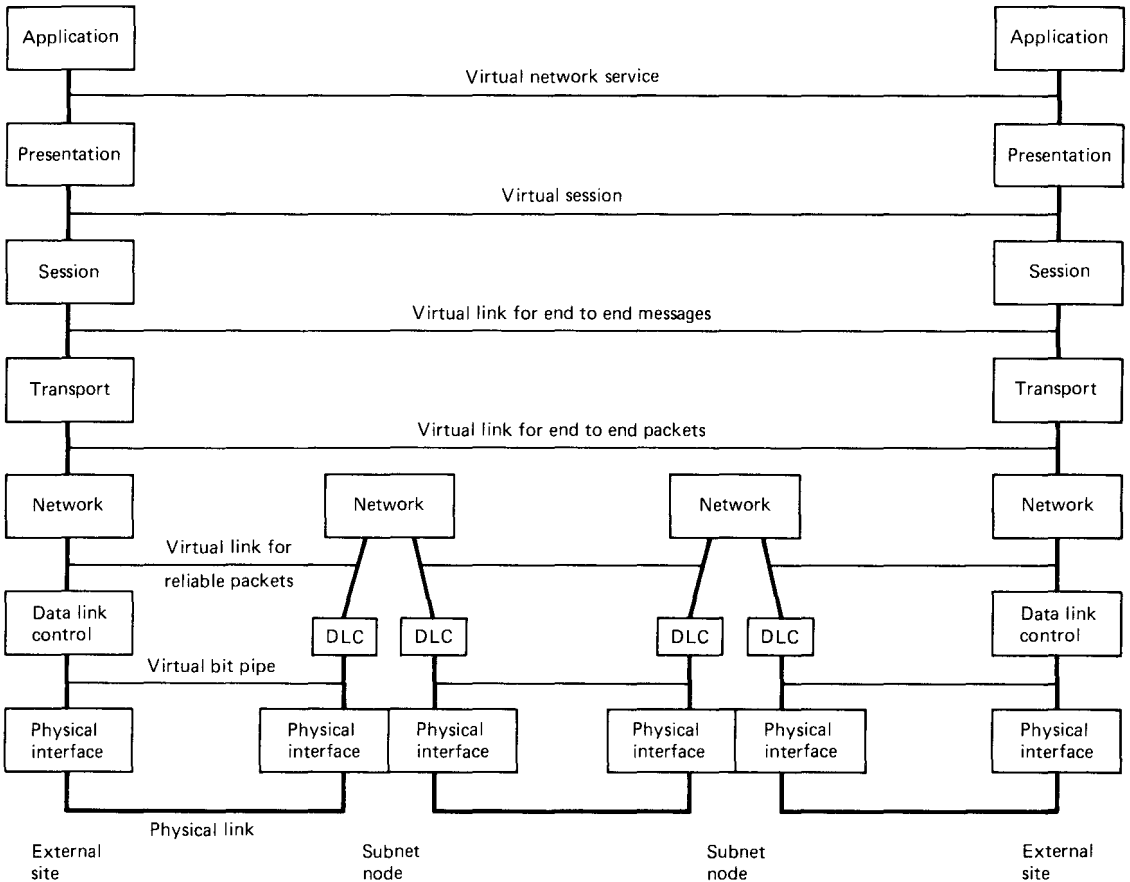 Application
Application
Virtual network service
Presentation
Presentation
Virtual session
Session
Session
Virtual link for end to end messages
Transport
Transport
Virtual link for end to end packets
Network
Network
Network
Network
Virtual link for
reliable packets
Data link
control
DLC
DLC
DLC
DLC
Data link
control
Virtual bit pipe
Physical
interface
Physical
interface
Physical
interface
Physical
interface
Physical
interface
Physical
interface
Physical link
External
site
Subnet
node
Subnet
node
External
site